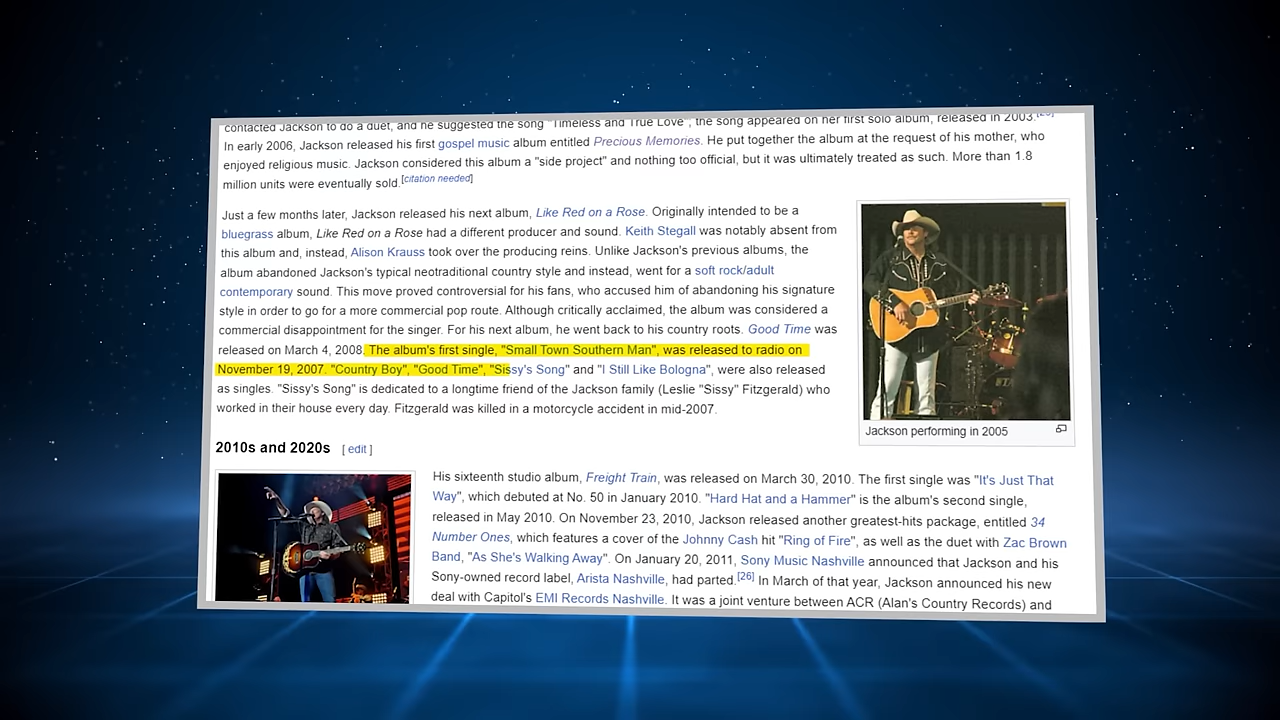 contacted Jackson to do a duet, and he suggested the song "Timeless and True Love", the song appeared on her first solo album, released in 2003.
In early 2006, Jackson released his first gospel music album entitled Precious Memories. He put together the album at the request of his mother, who
enjoyed religious music. Jackson considered this album a "side project" and nothing too official, but it was ultimately treated as such. More than 1.8
million units were eventually sold.[citation needed]
Just a few months later, Jackson released his next album, Like Red on a Rose. Originally intended to be a
bluegrass album, Like Red on a Rose had a different producer and sound. Keith Stegall was notably absent from
this album and, instead, Alison Krauss took over the producing reins. Unlike Jackson's previous albums, the
album abandoned Jackson's typical neotraditional country style and instead, went for a soft rock/adult
contemporary sound. This move proved controversial for his fans, who accused him of abandoning his signature
style in order to go for a more commercial pop route. Although critically acclaimed, the album was considered a
commercial disappointment for the singer. For his next album, he went back to his country roots. Good Time was
released on March 4, 2008. The album's first single, "Small Town Southern Man", was released to radio on
November 19, 2007. "Country Boy", "Good Time", "Sissy's Song" and "I Still Like Bologna", were also released
as singles. "Sissy's Song" is dedicated to a longtime friend of the Jackson family (Leslie "Sissy" Fitzgerald) who
worked in their house every day. Fitzgerald was killed in a motorcycle accident in mid-2007.
Jackson performing in 2005
2010s and 2020s [ edit ]
His sixteenth studio album, Freight Train, was released on March 30, 2010. The first single was "It's Just That
Way", which debuted at No. 50 in January 2010. "Hard Hat and a Hammer" is the album's second single,
released in May 2010. On November 23, 2010, Jackson released another greatest-hits package, entitled 34
Number Ones, which features a cover of the Johnny Cash hit "Ring of Fire", as well as the duet with Zac Brown
Band, "As She's Walking Away". On January 20, 2011, Sony Music Nashville announced that Jackson and his
Sony-owned record label, Arista Nashville, had parted.[26] In March of that year, Jackson announced his new
deal with Capitol's EMI Records Nashville. It was a joint venture between ACR (Alan's Country Records) and